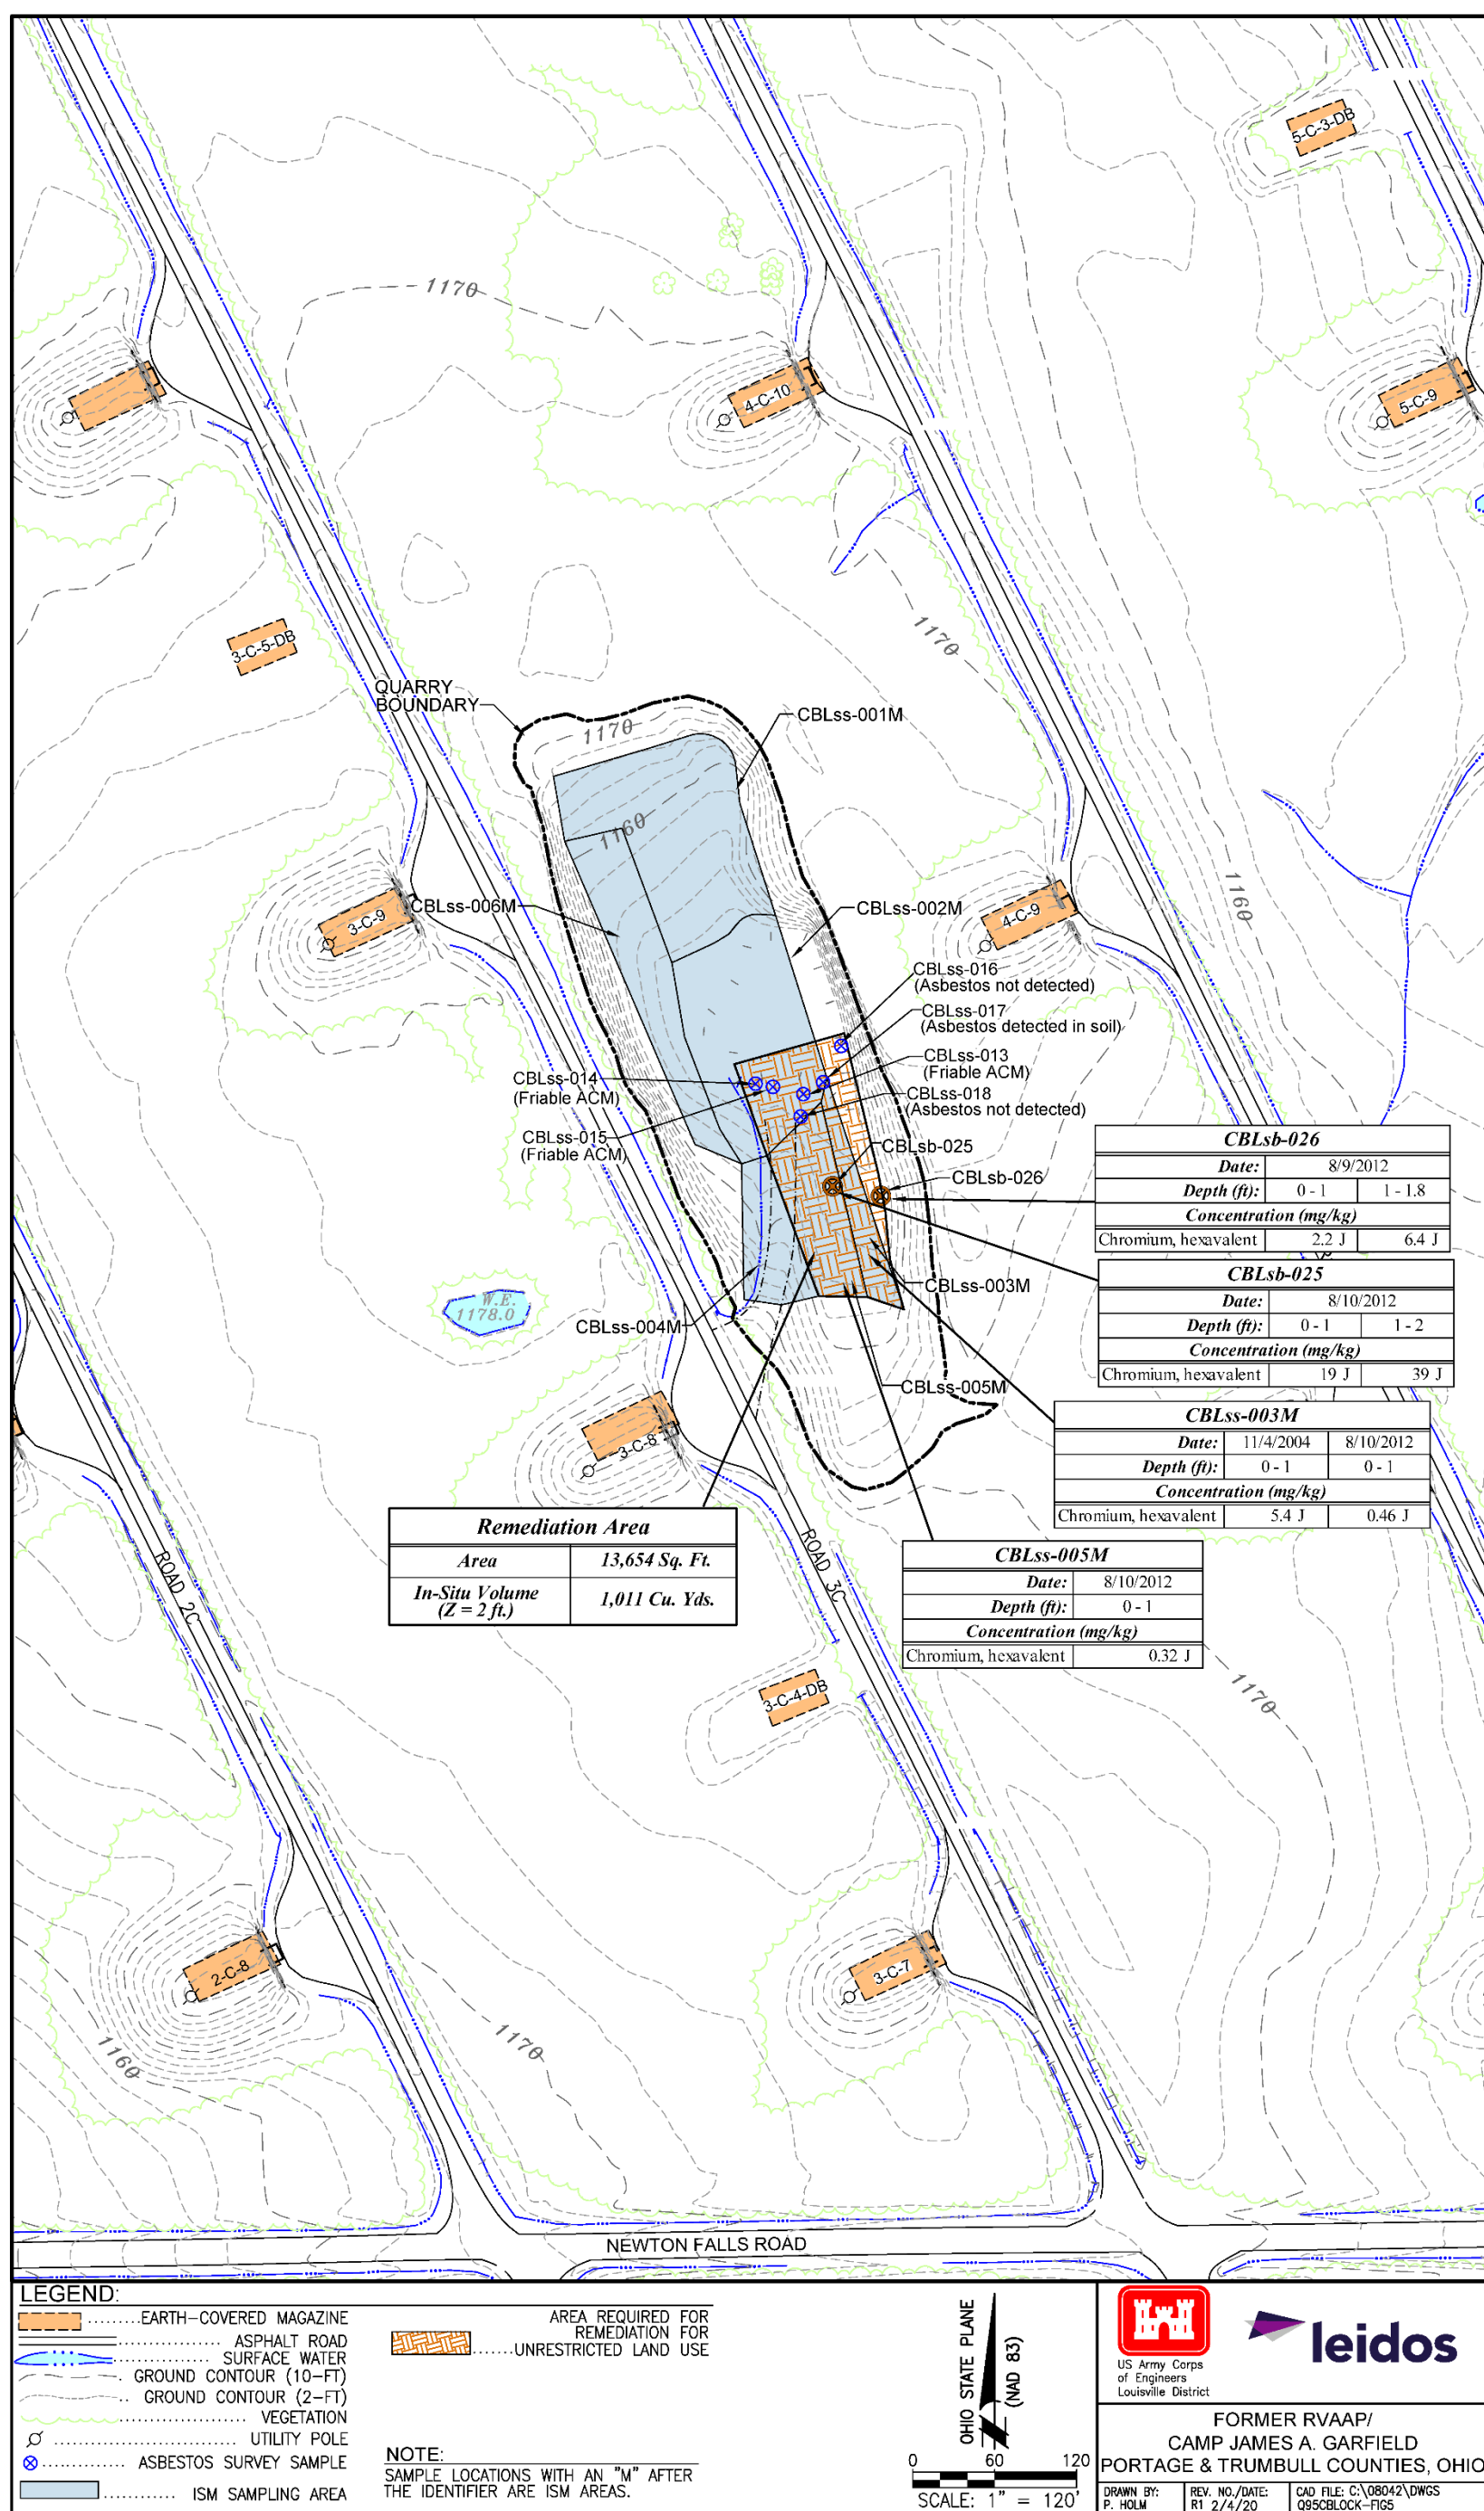 5-C-3-DB
1170
4-C-10
5-C-9
1170
3-C-5-DB
QUARRY
BOUNDARY
1170
CBLss-001M
1160
1160
3-C-9
CBLss-006M
CBLss-002M
4-C-9
CBLss-016
(Asbestos not detected)
CBLss-017
(Asbestos detected in soil)
CBLss-013
(Friable ACM)
CBLss-014
(Friable ACM)
CBLss-018
(Asbestos not detected)
CBLss-015
(Friable ACM)
CBLsb-025
CBLsb-026
CBLsb-026
Date: 8/9/2012
Depth (ft): 0 - 1 1 - 1.8
Concentration (mg/kg)
Chromium, hexavalent 2.2 J 6.4 J
CBLsb-025
Date: 8/10/2012
Depth (ft): 0 - 1 1 - 2
Concentration (mg/kg)
Chromium, hexavalent 19 J 39 J
W.E.
1178.0
CBLss-003M
CBLss-004M
CBLss-005M
CBLss-003M
Date: 11/4/2004 8/10/2012
Depth (ft): 0 - 1 0 - 1
Concentration (mg/kg)
Chromium, hexavalent 5.4 J 0.46 J
3-C-8
Remediation Area
Area 13,654 Sq. Ft.
In-Situ Volume
(Z = 2 ft.) 1,011 Cu. Yds.
CBLss-005M
Date: 8/10/2012
Depth (ft): 0 - 1
Concentration (mg/kg)
Chromium, hexavalent 0.32 J
ROAD 2C
ROAD 3C
3-C-4-DB
1170
2-C-8
3-C-7
1160
1170
NEWTON FALLS ROAD
LEGEND:
EARTH-COVERED MAGAZINE
ASPHALT ROAD
SURFACE WATER
GROUND CONTOUR (10-FT)
GROUND CONTOUR (2-FT)
VEGETATION
UTILITY POLE
ASBESTOS SURVEY SAMPLE
ISM SAMPLING AREA
AREA REQUIRED FOR
REMEDIATION FOR
UNRESTRICTED LAND USE
NOTE:
SAMPLE LOCATIONS WITH AN "M" AFTER
THE IDENTIFIER ARE ISM AREAS.
OHIO STATE PLANE
(NAD 83)
0 60 120
SCALE: 1" = 120'
US Army Corps
of Engineers
Louisville District
leidos
FORMER RVAAP/
CAMP JAMES A. GARFIELD
PORTAGE & TRUMBULL COUNTIES, OHIO
DRAWN BY:
P. HOLM
REV. NO./DATE:
R1 2/4/20
CAD FILE: C:\08042\DWGS
Q95CBLOCK-FIG5